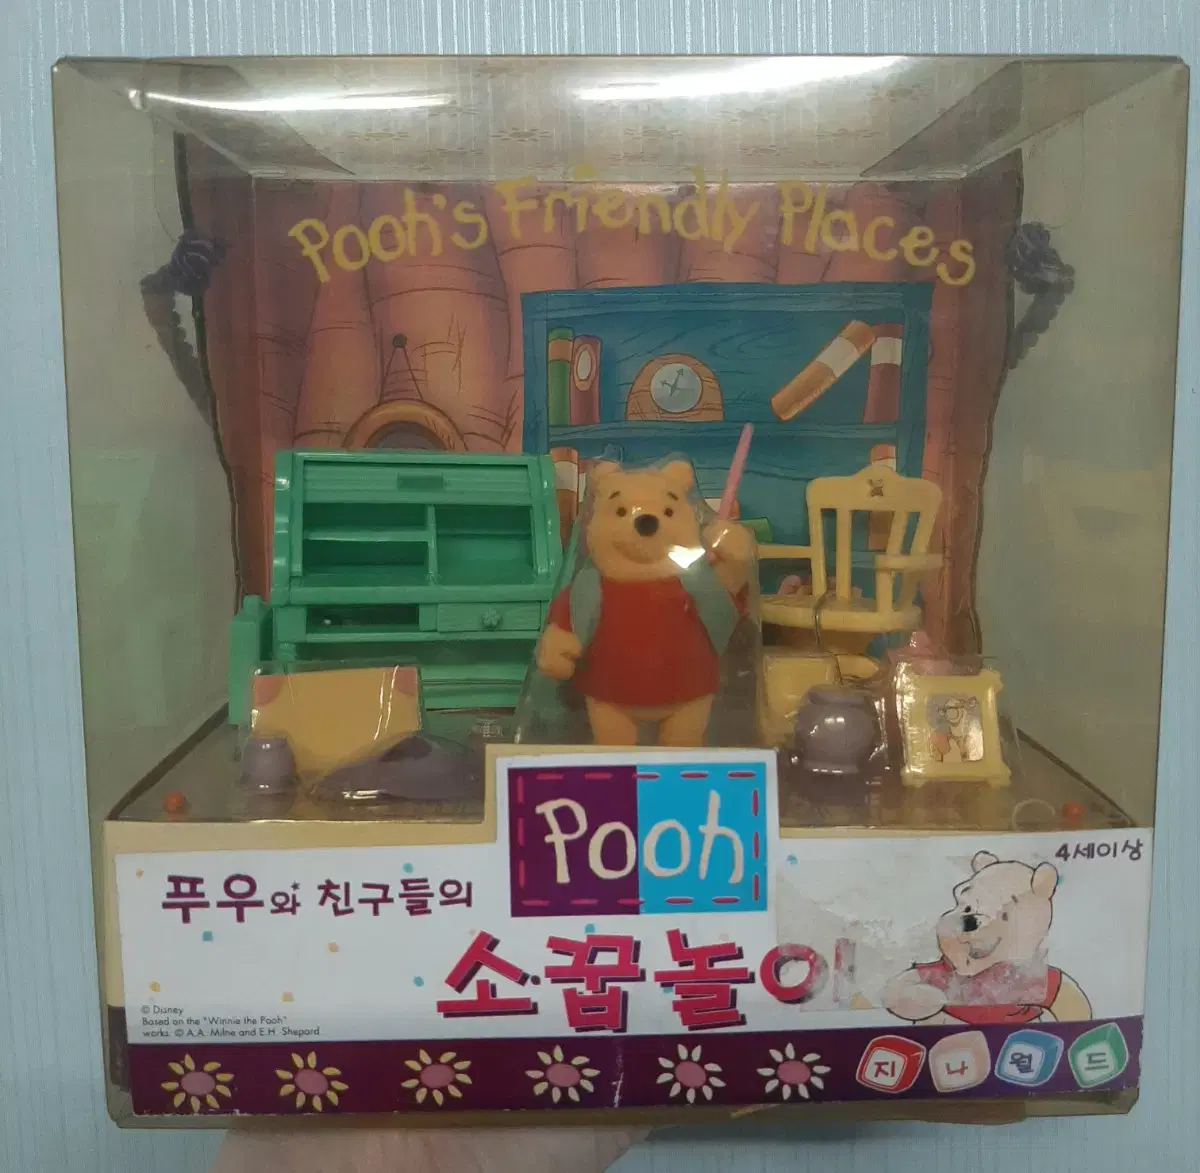 Pooh's Friendly Places
Pooh
4세이상
푸우와 친구들의
소꿉놀이
© Disney
Based on the "Winnie the Pooh"
works © A.A. Milne and E.H. Shepard
지나월드